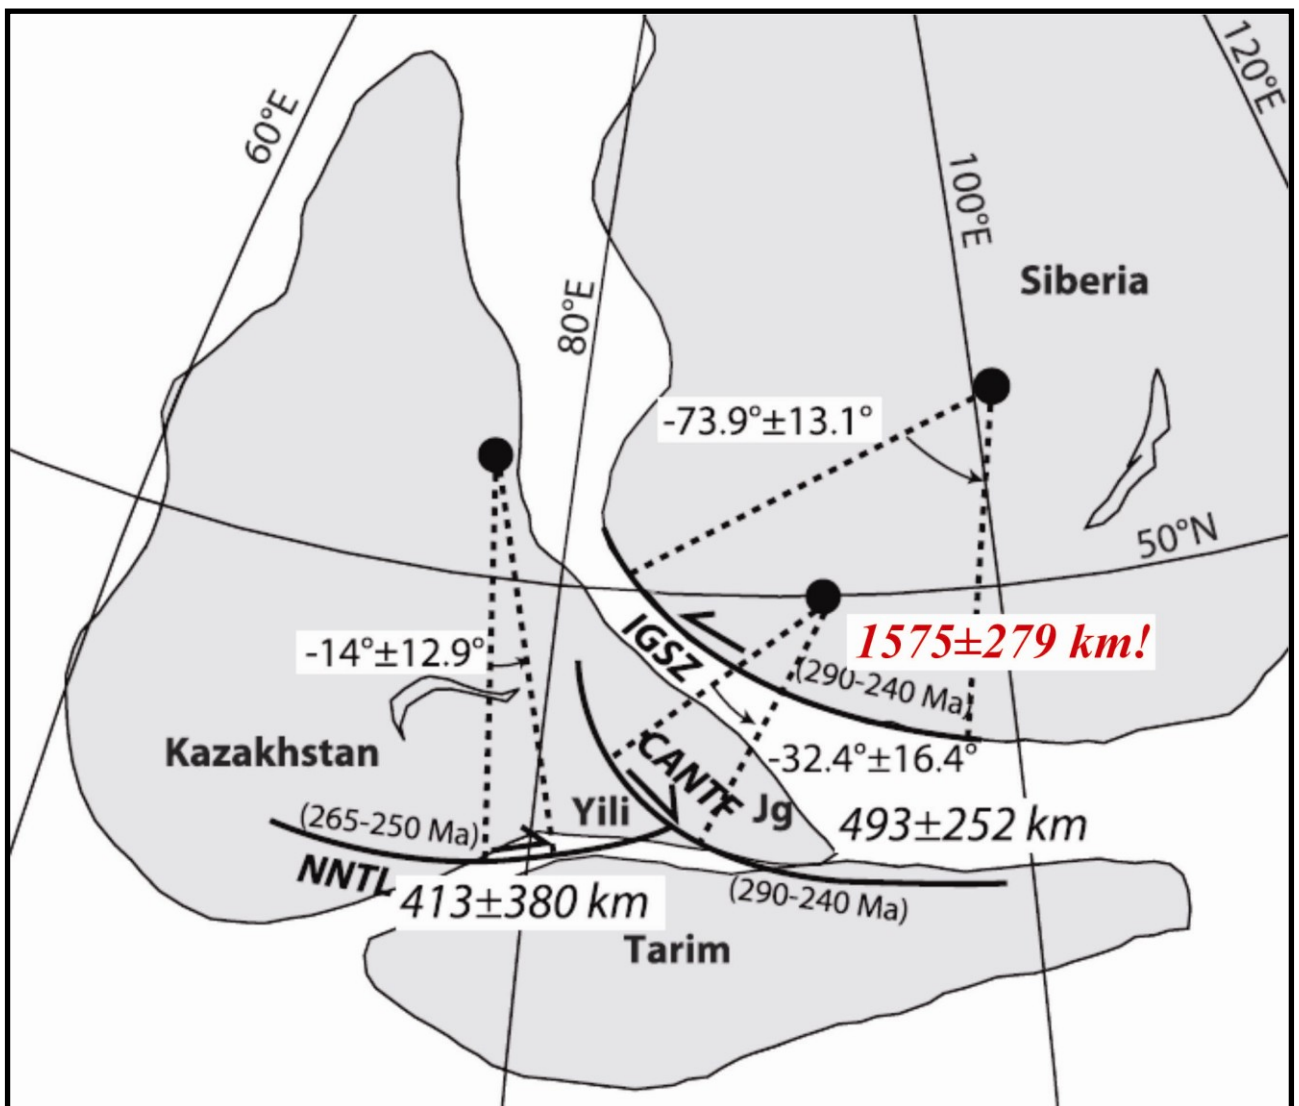 60°E
120°E
100°E
Siberia
80°E
-73.9°±13.1°
50°N
1575±279 km!
IGSZ
-14°±12.9°
(290-240 Ma)
Kazakhstan
CANTF
-32.4°±16.4°
Yili
Jg
(265-250 Ma)
493±252 km
NNTL
413±380 km
(290-240 Ma)
Tarim